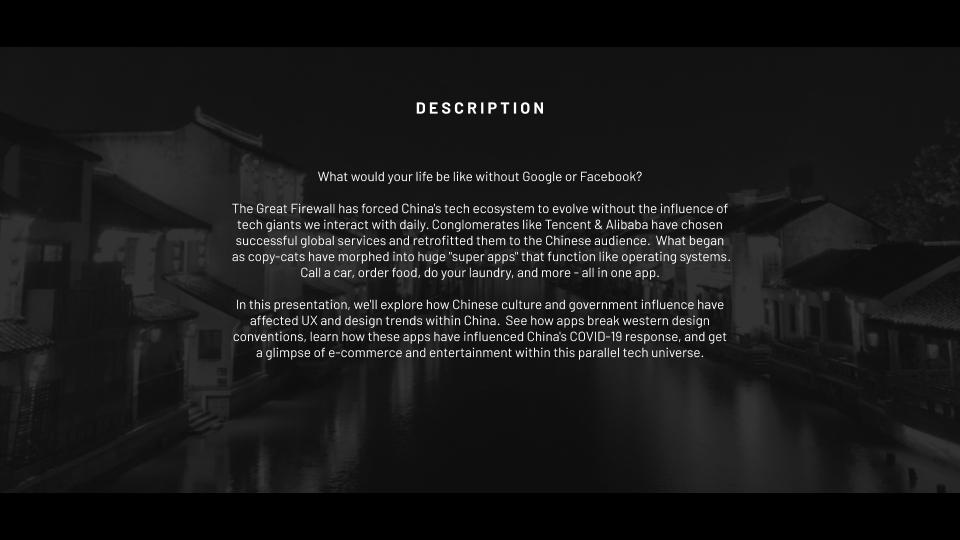 DESCRIPTION
What would your life be like without Google or Facebook?
The Great Firewall has forced China's tech ecosystem to evolve without the influence of
tech giants we interact with daily. Conglomerates like Tencent & Alibaba have chosen
successful global services and retrofitted them to the Chinese audience.  What began
as copy-cats have morphed into huge "super apps" that function like operating systems.
Call a car, order food, do your laundry, and more - all in one app.
In this presentation, we'll explore how Chinese culture and government influence have
affected UX and design trends within China.  See how apps break western design
conventions, learn how these apps have influenced China's COVID-19 response, and get
a glimpse of e-commerce and entertainment within this parallel tech universe.